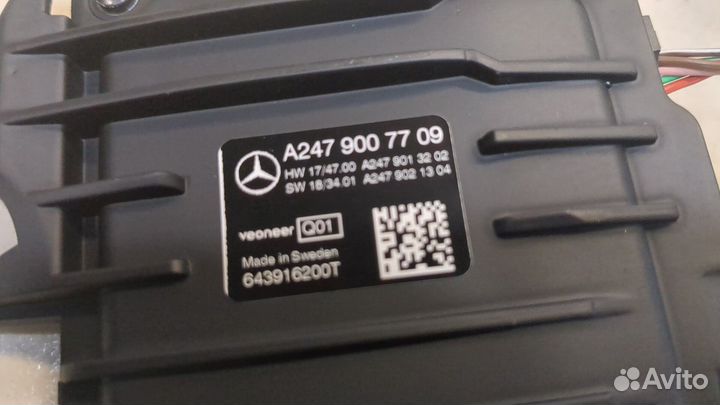 A247 900 77 09
HW 17/47.00 A247 901 32 02
SW 18/34 01 A247 902 13 04
veoneer Q01
Made in Sweden
643916200T
Avito